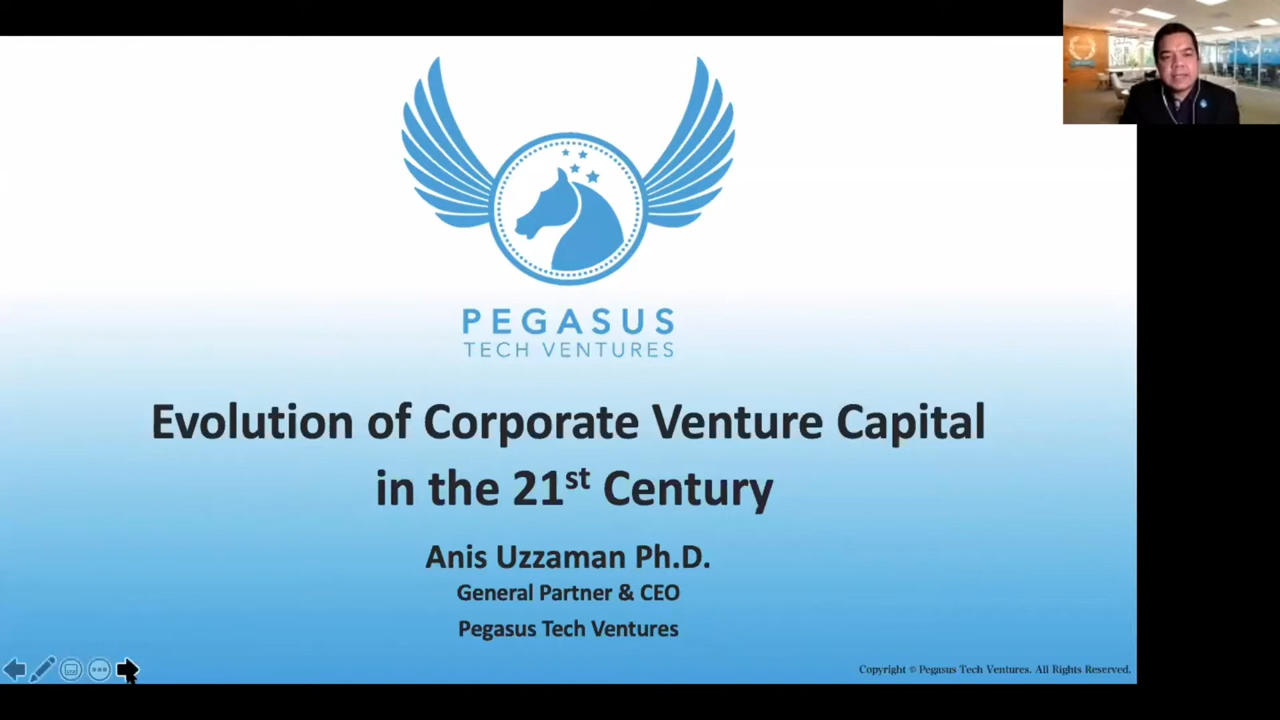 PEGASUS
TECH VENTURES
Evolution of Corporate Venture Capital
in the 21st Century
Anis Uzzaman Ph.D.
General Partner & CEO
Pegasus Tech Ventures
Copyright © Pegasus Tech Ventures. All Rights Reserved.